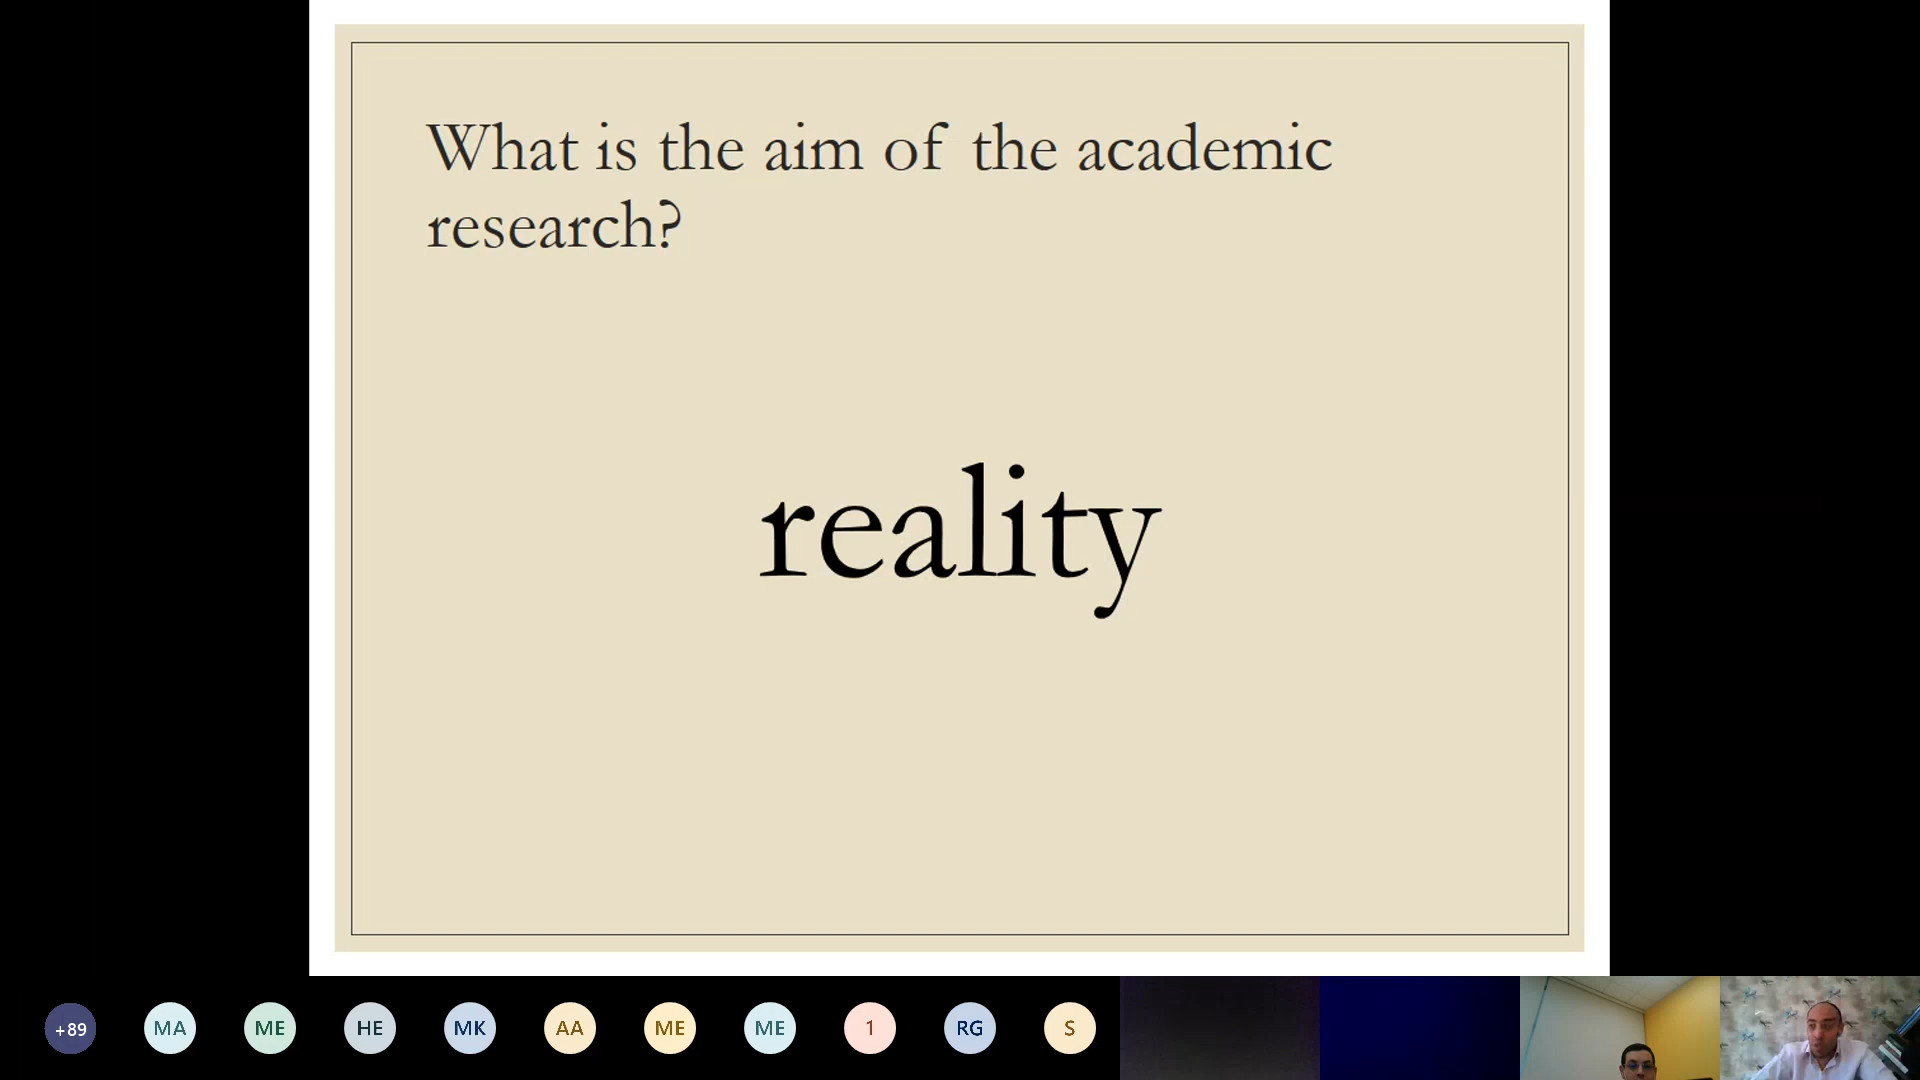 What is the aim of the academic
research?
reality
+89 MA ME HE MK AA ME ME 1 RG S